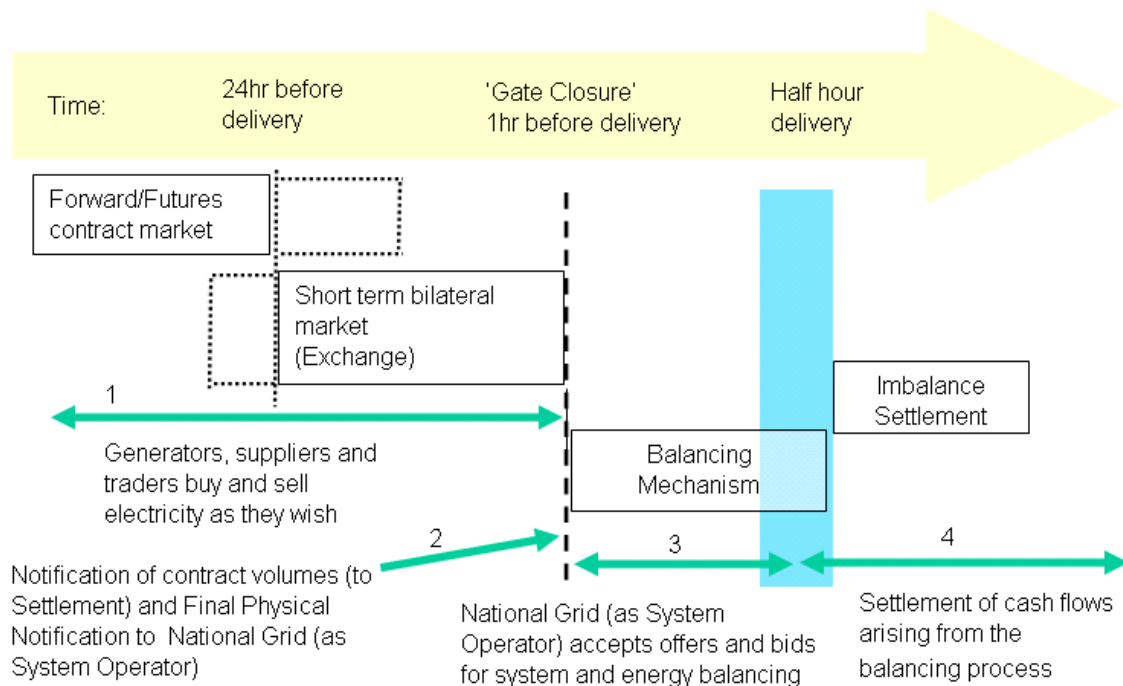 Time:
24hr before
delivery
'Gate Closure'
1hr before delivery
Half hour
delivery
Forward/Futures
contract market
Short term bilateral
market
(Exchange)
Imbalance
Settlement
1
Generators, suppliers and
traders buy and sell
electricity as they wish
Balancing
Mechanism
2
3
4
Notification of contract volumes (to
Settlement) and Final Physical
Notification to National Grid (as
System Operator)
National Grid (as System
Operator) accepts offers and bids
for system and energy balancing
Settlement of cash flows
arising from the
balancing process